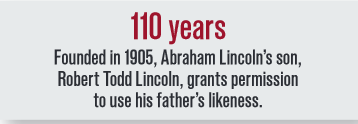 110 years
Founded in 1905, Abraham Lincoln's son,
Robert Todd Lincoln, grants permission
to use his father's likeness.